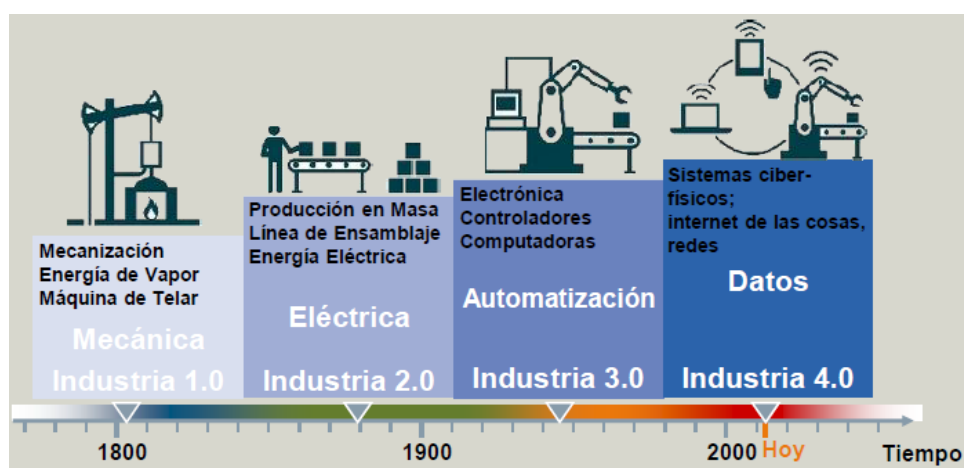 Mecanización
Energía de Vapor
Máquina de Telar
Mecánica
Industria 1.0
Producción en Masa
Línea de Ensamblaje
Energía Eléctrica
Eléctrica
Industria 2.0
Electrónica
Controladores
Computadoras
Automatización
Industria 3.0
Sistemas ciber-
físicos;
internet de las cosas,
redes
Datos
Industria 4.0
1800
1900
2000
Hoy
Tiempo